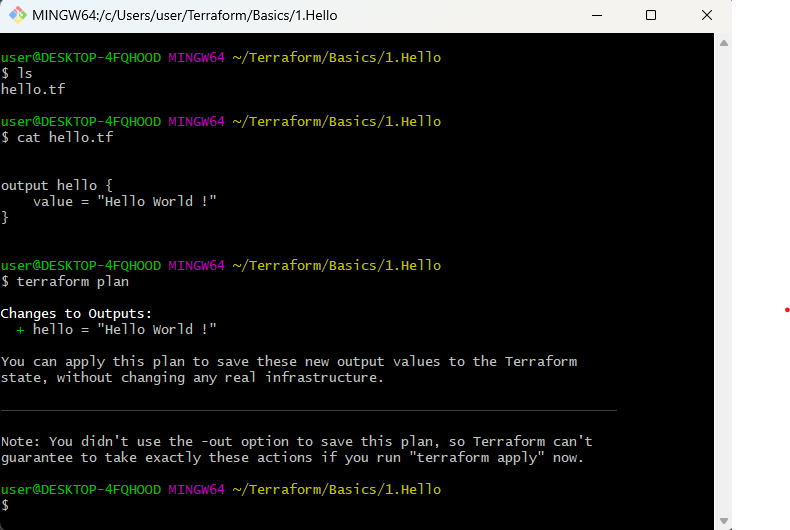 MINGW64:/c/Users/user/Terraform/Basics/1.Hello
user@DESKTOP-4FQHOOD MINGW64 ~/Terraform/Basics/1.Hello
$ ls
hello.tf
user@DESKTOP-4FQHOOD MINGW64 ~/Terraform/Basics/1.Hello
$ cat hello.tf
output hello {
    value = "Hello World !"
}
user@DESKTOP-4FQHOOD MINGW64 ~/Terraform/Basics/1.Hello
$ terraform plan
Changes to Outputs:
  + hello = "Hello World !"
You can apply this plan to save these new output values to the Terraform
state, without changing any real infrastructure.
Note: You didn't use the -out option to save this plan, so Terraform can't
guarantee to take exactly these actions if you run "terraform apply" now.
user@DESKTOP-4FQHOOD MINGW64 ~/Terraform/Basics/1.Hello
$